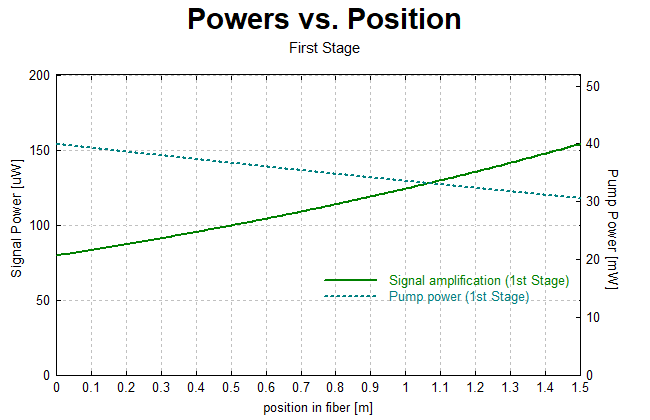 Powers vs. Position
First Stage
200
150
100
50
0
Signal Power [uW]
50
40
30
20
10
0
Pump Power [mW]
Signal amplification (1st Stage)
Pump power (1st Stage)
0 0.1 0.2 0.3 0.4 0.5 0.6 0.7 0.8 0.9 1 1.1 1.2 1.3 1.4 1.5
position in fiber [m]